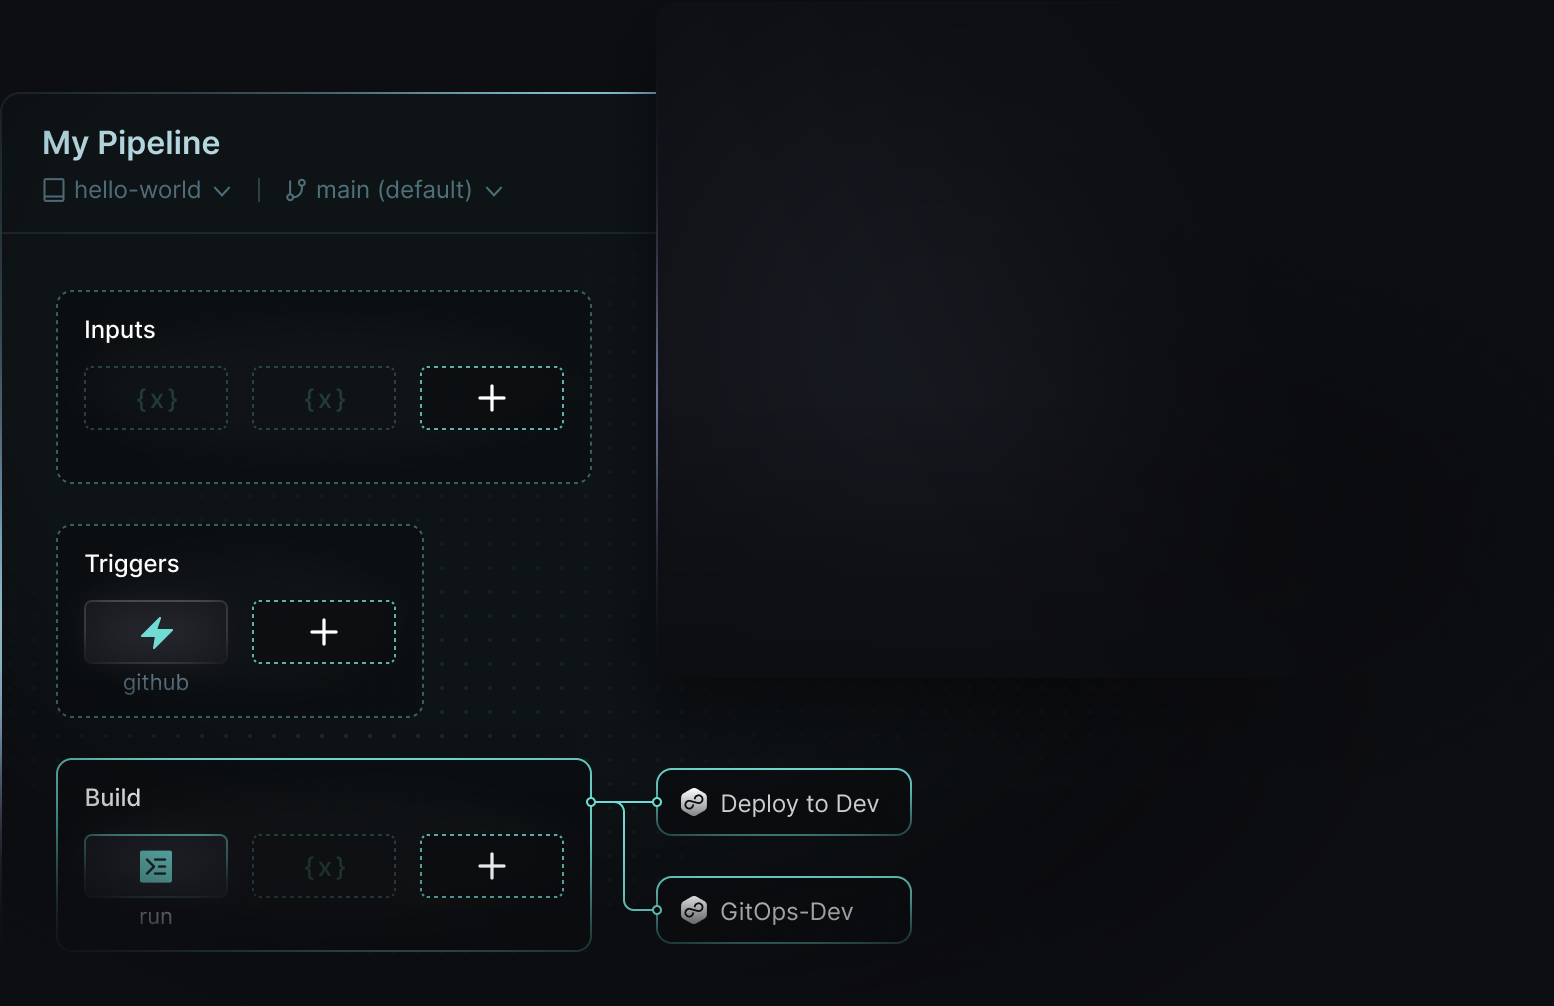 My Pipeline
hello-world
main (default)
Inputs
{x}
{x}
Triggers
github
Build
{x}
run
Deploy to Dev
GitOps-Dev